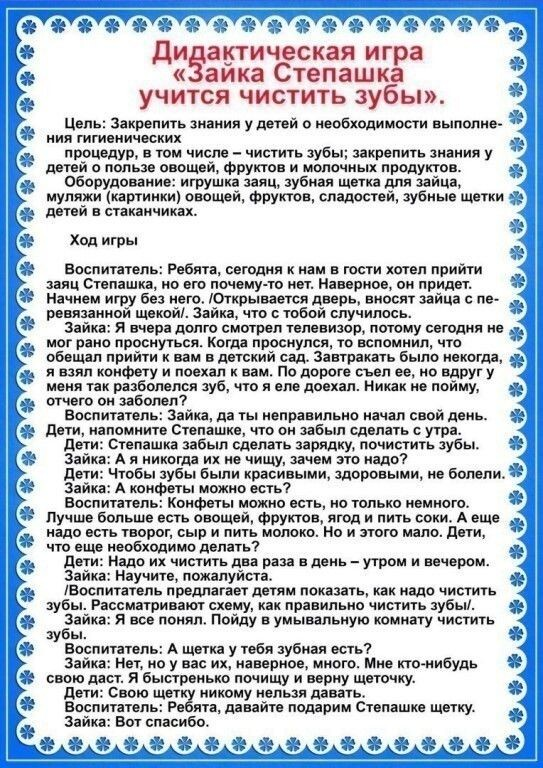 Дидактическая игра
«Зайка Степашка
учится чистить зубы».
Цель: Закрепить знания у детей о необходимости выполне-
ния гигиенических
процедур, в том числе – чистить зубы; закрепить знания у
детей о пользе овощей, фруктов и молочных продуктов.
Оборудование: игрушка заяц, зубная щетка для зайца,
муляжи (картинки) овощей, фруктов, сладостей, зубные щетки
детей в стаканчиках.
Ход игры
Воспитатель: Ребята, сегодня к нам в гости хотел прийти
заяц Степашка, но его почему-то нет. Наверное, он придет.
Начнем игру без него. /Открывается дверь, вносят зайца с пе-
ревязанной щекой/. Зайка, что с тобой случилось.
Зайка: Я вчера долго смотрел телевизор, потому сегодня не
мог рано проснуться. Когда проснулся, то вспомнил, что
обещал прийти к вам в детский сад. Завтракать было некогда,
я взял конфету и поехал к вам. По дороге съел ее, но вдруг у
меня так разболелся зуб, что я еле доехал. Никак не пойму,
отчего он заболел?
Воспитатель: Зайка, да ты неправильно начал свой день.
Дети, напомните Степашке, что он забыл сделать с утра.
Дети: Степашка забыл сделать зарядку, почистить зубы.
Зайка: А я никогда их не чищу, зачем это надо?
Дети: Чтобы зубы были красивыми, здоровыми, не болели.
Зайка: А конфеты можно есть?
Воспитатель: Конфеты можно есть, но только немного.
Лучше больше есть овощей, фруктов, ягод и пить соки. А еще
надо есть творог, сыр и пить молоко. Но и этого мало. Дети,
что еще необходимо делать?
Дети: Надо их чистить два раза в день – утром и вечером.
Зайка: Научите, пожалуйста.
/Воспитатель предлагает детям показать, как надо чистить
зубы. Рассматривают схему, как правильно чистить зубы/.
Зайка: Я все понял. Пойду в умывальную комнату чистить
зубы.
Воспитатель: А щетка у тебя зубная есть?
Зайка: Нет, но у вас их, наверное, много. Мне кто-нибудь
свою даст. Я быстренько почищу и верну щеточку.
Дети: Свою щетку никому нельзя давать.
Воспитатель: Ребята, давайте подарим Степашке щетку.
Зайка: Вот спасибо.